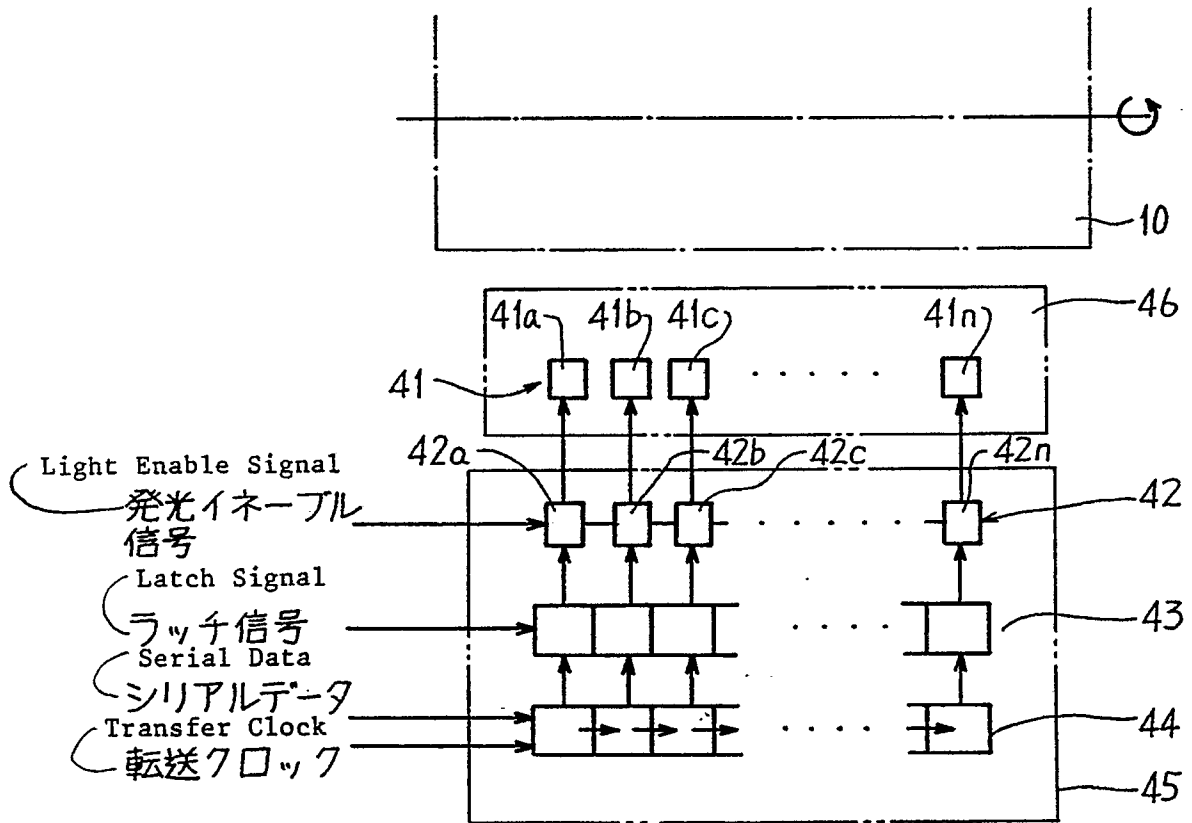 10
46
41a 41b 41c 41n
41
42a 42b 42c 42n
Light Enable Signal
発光イネーブル
信号
42
Latch Signal
ラッチ信号
43
Serial Data
シリアルデータ
Transfer Clock
転送クロック
44
45